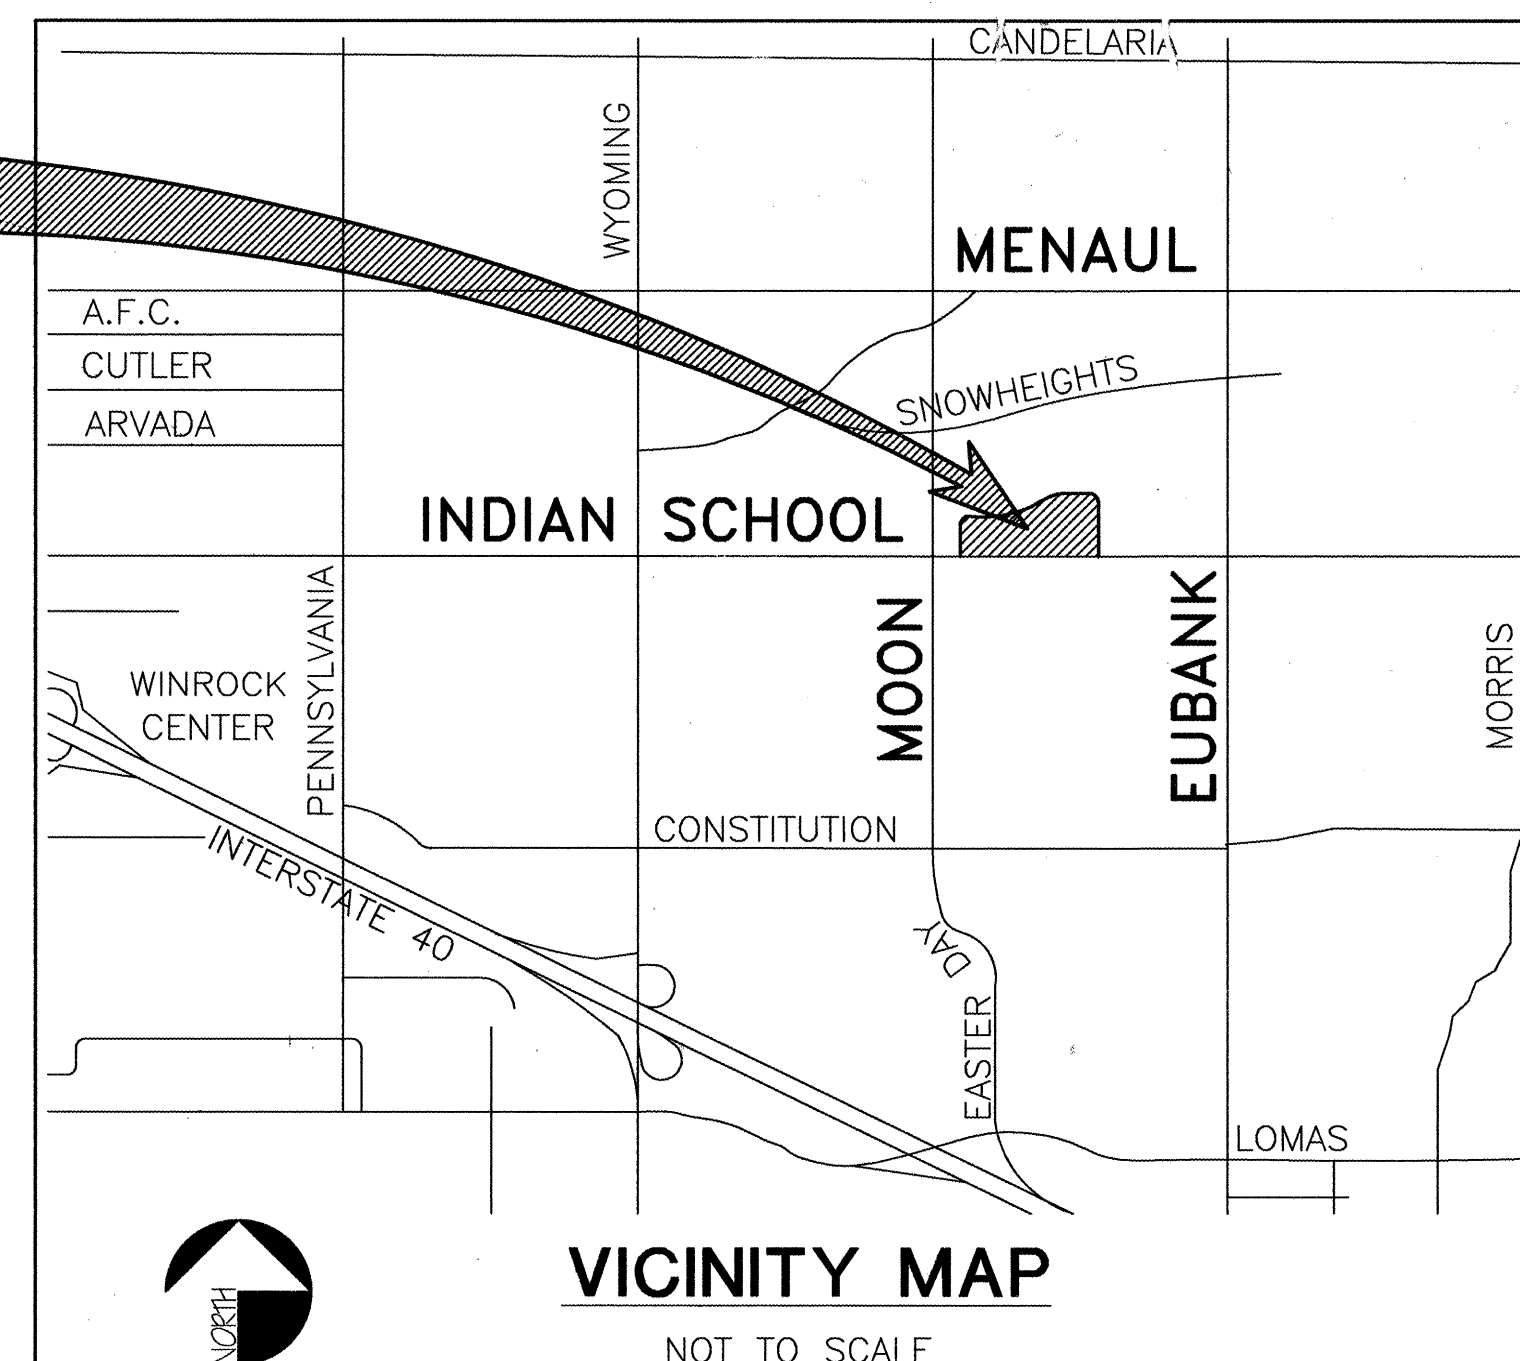 CANDELARIA
WYOMING
MENAUL
A.F.C.
CUTLER
ARVADA
SNOWHEIGHTS
INDIAN SCHOOL
PENNSYLVANIA
MOON
EUBANK
MORRIS
WINROCK
CENTER
CONSTITUTION
INTERSTATE 40
EASTER DAY
LOMAS
VICINITY MAP
NORTH
NOT TO SCALE